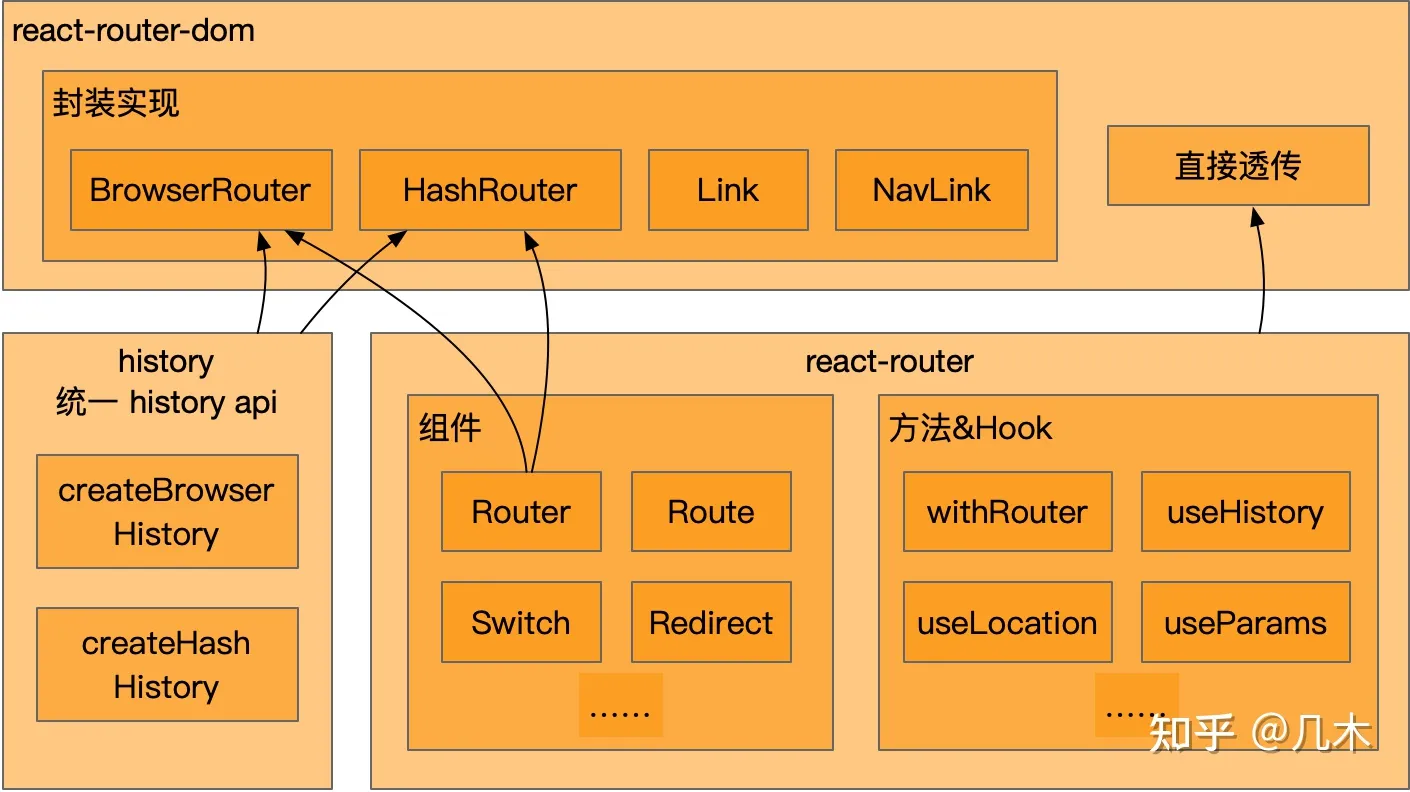 react-router-dom
封装实现
BrowserRouter
HashRouter
Link
NavLink
直接透传
history
统一 history api
createBrowser
History
createHash
History
react-router
组件
Router
Route
Switch
Redirect
……
方法&Hook
withRouter
useHistory
useLocation
useParams
……
知乎 @几木